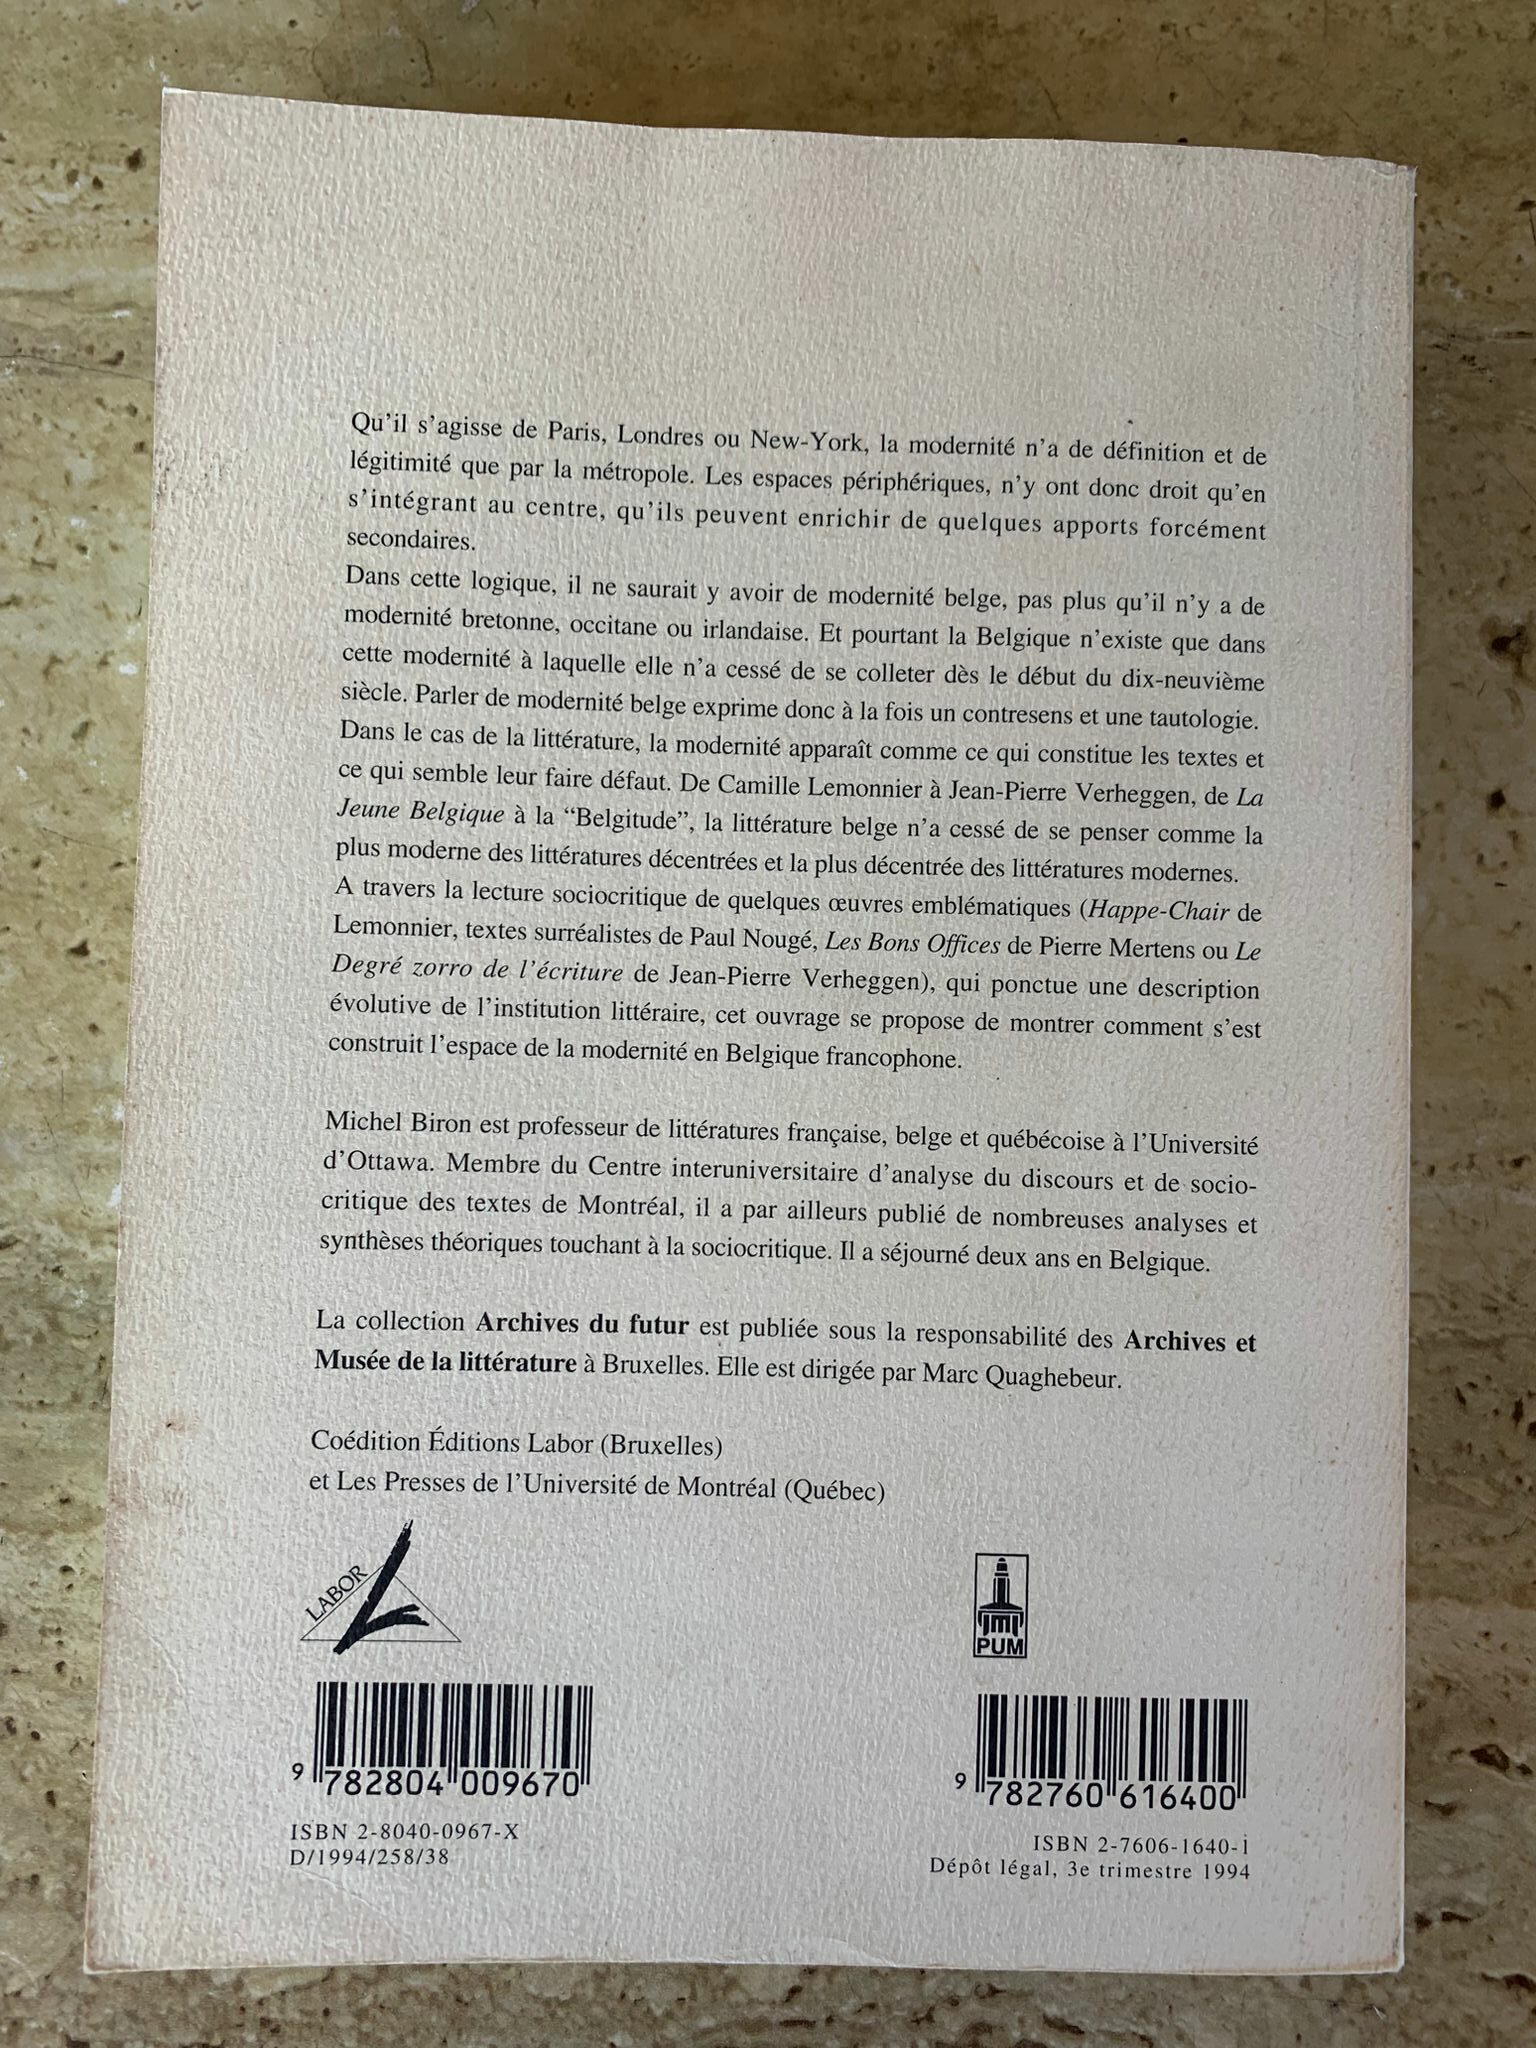 Qu'il s'agisse de Paris, Londres ou New-York, la modernité n'a de définition et de
légitimité que par la métropole. Les espaces périphériques, n'y ont donc droit qu'en
s'intégrant au centre, qu'ils peuvent enrichir de quelques apports forcément
secondaires.
Dans cette logique, il ne saurait y avoir de modernité belge, pas plus qu'il n'y a de
modernité bretonne, occitane ou irlandaise. Et pourtant la Belgique n'existe que dans
cette modernité à laquelle elle n'a cessé de se colleter dès le début du dix-neuvième
siècle. Parler de modernité belge exprime donc à la fois un contresens et une tautologie.
Dans le cas de la littérature, la modernité apparaît comme ce qui constitue les textes et
ce qui semble leur faire défaut. De Camille Lemonnier à Jean-Pierre Verheggen, de La
Jeune Belgique à la “Belgitude”, la littérature belge n'a cessé de se penser comme la
plus moderne des littératures décentrées et la plus décentrée des littératures modernes.
A travers la lecture sociocritique de quelques œuvres emblématiques (Happe-Chair de
Lemonnier, textes surréalistes de Paul Nougé, Les Bons Offices de Pierre Mertens ou Le
Degré zorro de l'écriture de Jean-Pierre Verheggen), qui ponctue une description
évolutive de l'institution littéraire, cet ouvrage se propose de montrer comment s'est
construit l'espace de la modernité en Belgique francophone.
Michel Biron est professeur de littératures française, belge et québécoise à l'Université
d'Ottawa. Membre du Centre interuniversitaire d'analyse du discours et de socio-
critique des textes de Montréal, il a par ailleurs publié de nombreuses analyses et
synthèses théoriques touchant à la sociocritique. Il a séjourné deux ans en Belgique.
La collection Archives du futur est publiée sous la responsabilité des Archives et
Musée de la littérature à Bruxelles. Elle est dirigée par Marc Quaghebeur.
Coédition Éditions Labor (Bruxelles)
et Les Presses de l'Université de Montréal (Québec)
LABOR
PUM
9 782804 009670
ISBN 2-8040-0967-X
D/1994/258/38
9 782760 616400
ISBN 2-7606-1640-1
Dépôt légal, 3e trimestre 1994